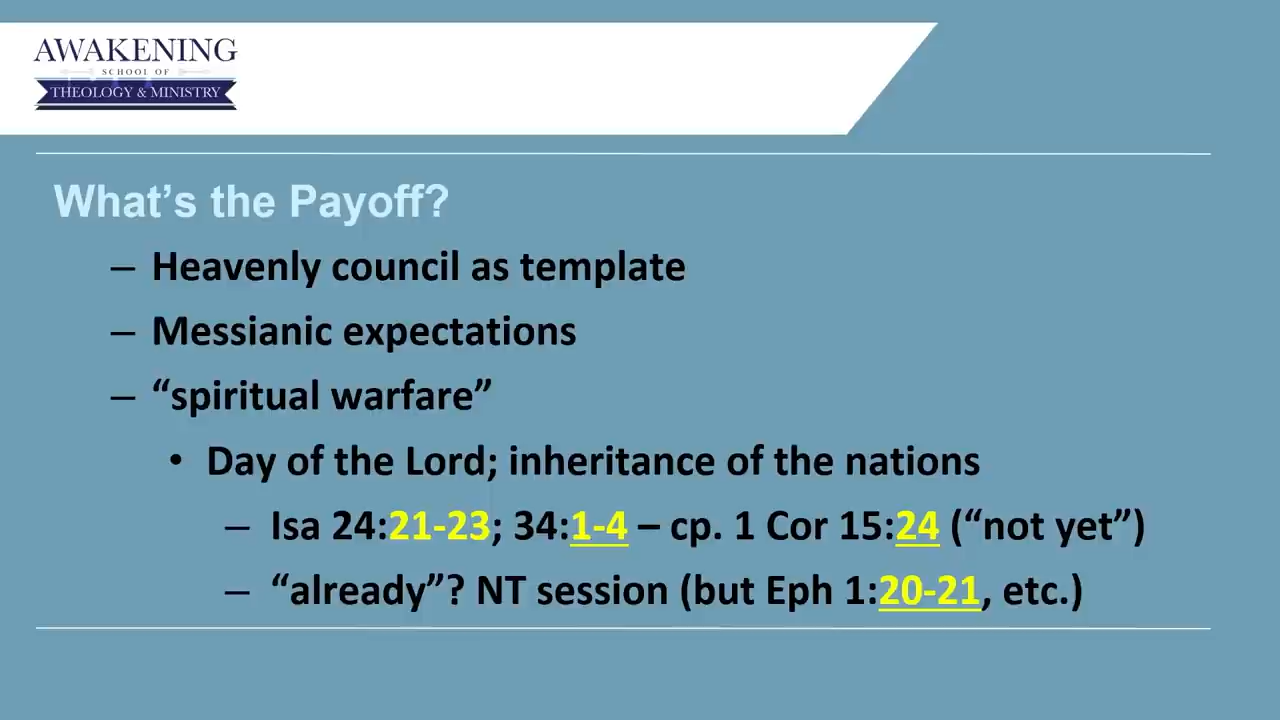 AWAKENING
SCHOOL OF
THEOLOGY & MINISTRY
What’s the Payoff?
– Heavenly council as template
– Messianic expectations
– “spiritual warfare”
• Day of the Lord; inheritance of the nations
– Isa 24:21-23; 34:1-4 – cp. 1 Cor 15:24 (“not yet”)
– “already”? NT session (but Eph 1:20-21, etc.)